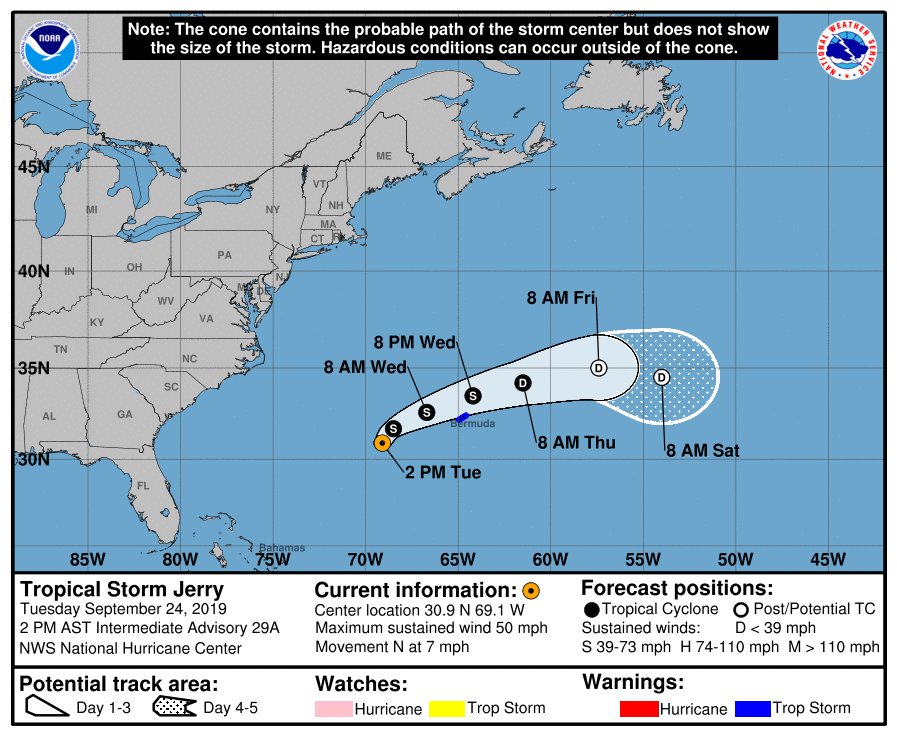 Note: The cone contains the probable path of the storm center but does not show
the size of the storm. Hazardous conditions can occur outside of the cone.
NOAA
NATIONAL WEATHER SERVICE
45N
40N
35N
30N
ME
VT
NH
MI
NY
MA
CT
RI
PA
NJ
IN
OH
DE
WV
VA
KY
TN
NC
SC
AL
GA
FL
8 AM Fri
8 PM Wed
8 AM Wed
D
S
S
D
D
S
Bermuda
8 AM Thu
8 AM Sat
2 PM Tue
Bahamas
85W
80W
75W
70W
65W
60W
55W
50W
45W
Tropical Storm Jerry
Tuesday September 24, 2019
2 PM AST Intermediate Advisory 29A
NWS National Hurricane Center
Current information:
Center location 30.9 N 69.1 W
Maximum sustained wind 50 mph
Movement N at 7 mph
Forecast positions:
Tropical Cyclone Post/Potential TC
Sustained winds: D < 39 mph
S 39-73 mph H 74-110 mph M > 110 mph
Potential track area:
Day 1-3 Day 4-5
Watches:
Hurricane Trop Storm
Warnings:
Hurricane Trop Storm